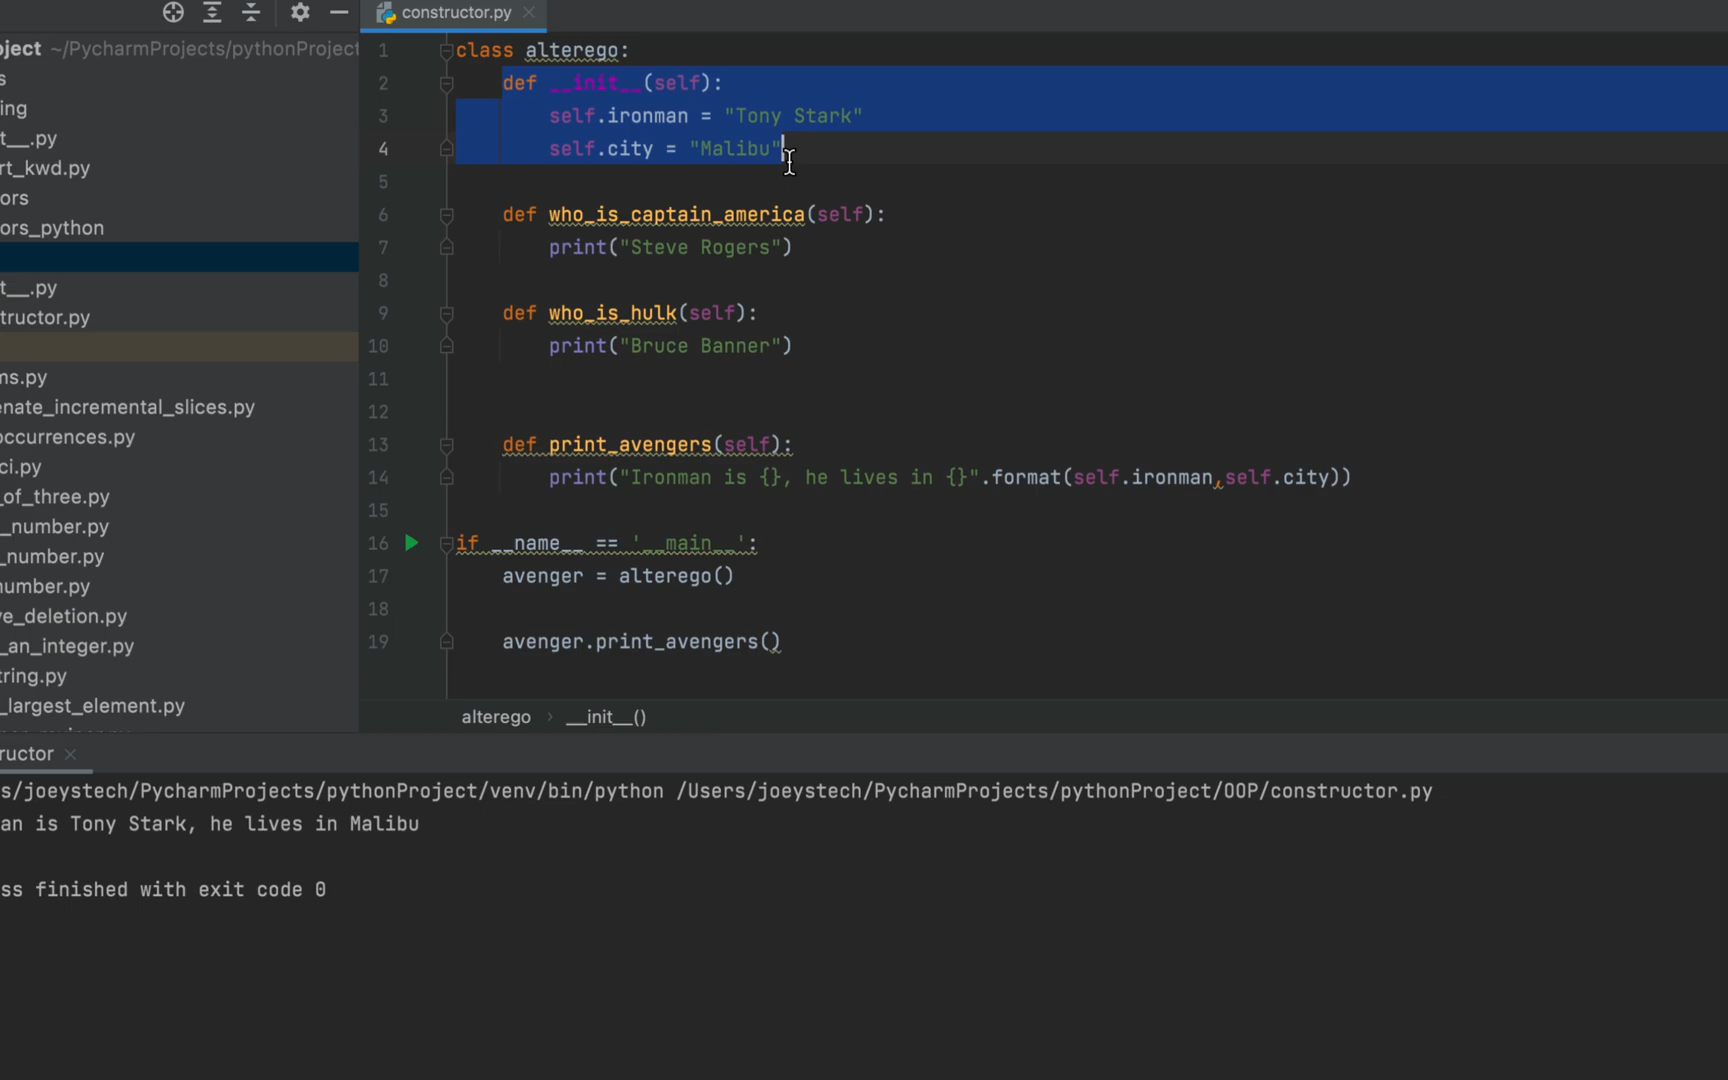 constructor.py
ject ~/PycharmProjects/pythonProject
s
ing
t__.py
rt_kwd.py
ors
ors_python
t__.py
tructor.py
ms.py
enate_incremental_slices.py
occurrences.py
ci.py
_of_three.py
_number.py
_number.py
number.py
ve_deletion.py
_an_integer.py
tring.py
_largest_element.py
1 class alterego:
2 def __init__(self):
3 self.ironman = "Tony Stark"
4 self.city = "Malibu"
5
6 def who_is_captain_america(self):
7 print("Steve Rogers")
8
9 def who_is_hulk(self):
10 print("Bruce Banner")
11
12
13 def print_avengers(self):
14 print("Ironman is {}, he lives in {}".format(self.ironman,self.city))
15
16 if __name__ == '__main__':
17 avenger = alterego()
18
19 avenger.print_avengers()
alterego › __init__()
ructor
s/joeystech/PycharmProjects/pythonProject/venv/bin/python /Users/joeystech/PycharmProjects/pythonProject/OOP/constructor.py
an is Tony Stark, he lives in Malibu
ss finished with exit code 0